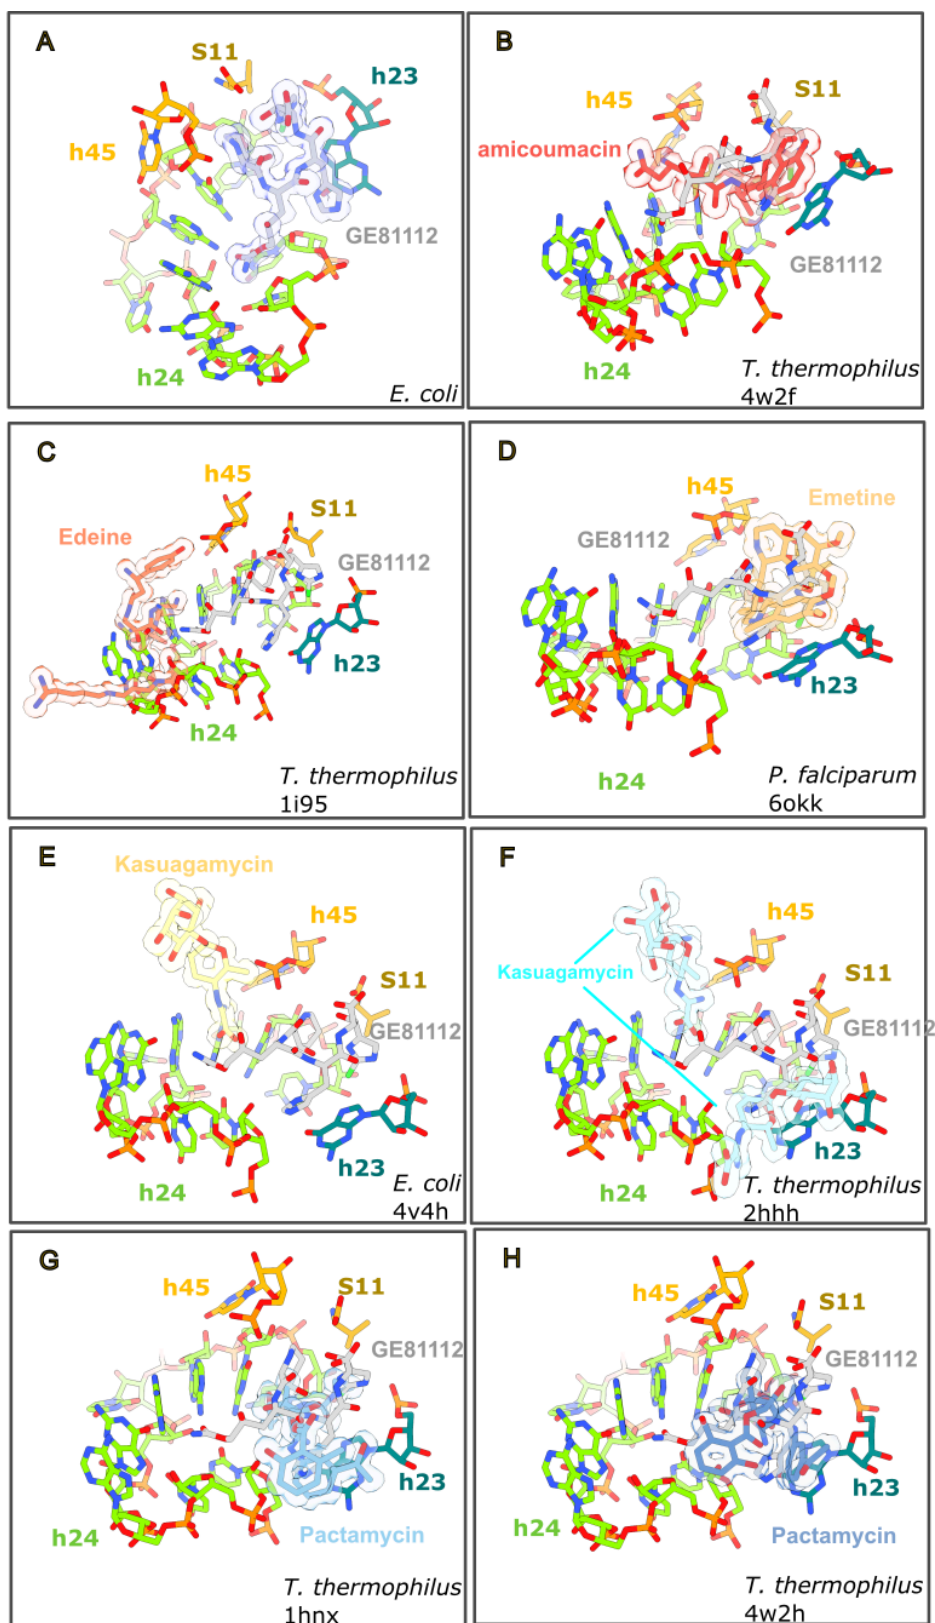 A
S11
h23
h45
GE81112
h24
E. coli
B
S11
h45
amicoumacin
GE81112
h24
T. thermophilus
4w2f
C
h45
S11
Edeine
GE81112
h23
h24
T. thermophilus
1i95
D
h45
Emetine
GE81112
h23
h24
P. falciparum
6okk
E
Kasuagamycin
h45
S11
GE81112
h23
h24
E. coli
4v4h
F
h45
Kasuagamycin
S11
GE81112
h23
h24
T. thermophilus
2hhh
G
h45
S11
GE81112
h23
h24
Pactamycin
T. thermophilus
1hnx
H
h45
S11
GE81112
h23
h24
Pactamycin
T. thermophilus
4w2h